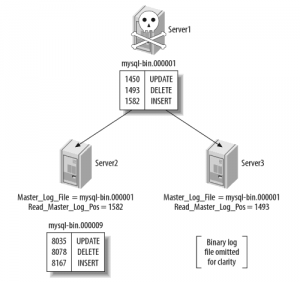 Server1
mysql-bin.000001
1450 UPDATE
1493 DELETE
1582 INSERT
Server2
Server3
Master_Log_File = mysql-bin.000001
Read_Master_Log_Pos = 1582
Master_Log_File = mysql-bin.000001
Read_Master_Log_Pos = 1493
mysql-bin.000009
8035 UPDATE
8078 DELETE
8167 INSERT
Binary log
file omitted
for clarity